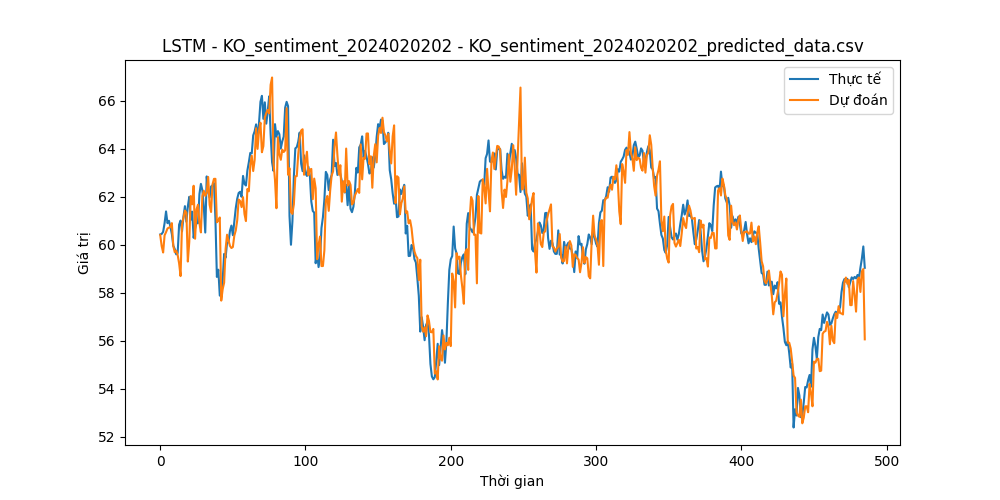 LSTM - KO_sentiment_2024020202 - KO_sentiment_2024020202_predicted_data.csv
Thực tế
Dự đoán
Giá trị
66
64
62
60
58
56
54
52
0 100 200 300 400 500
Thời gian